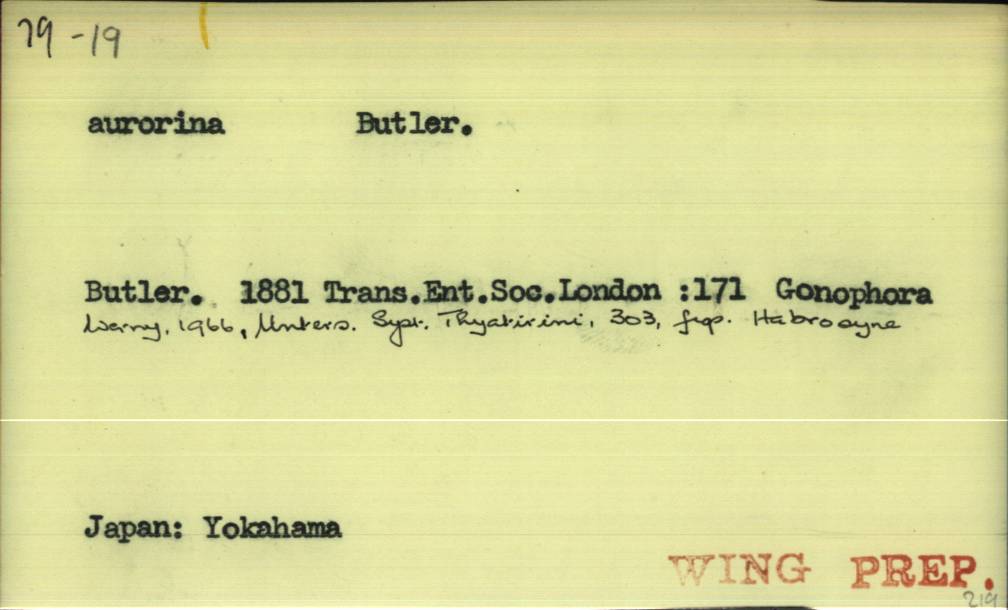 79 -19
aurorina Butler.
Butler. 1881 Trans.Ent.Soc.London :171 Gonophora
Werny, 1966, Unters. Syst. Thyatirini, 303, figs. Habrosyne
Japan: Yokahama
WING PREP.
219